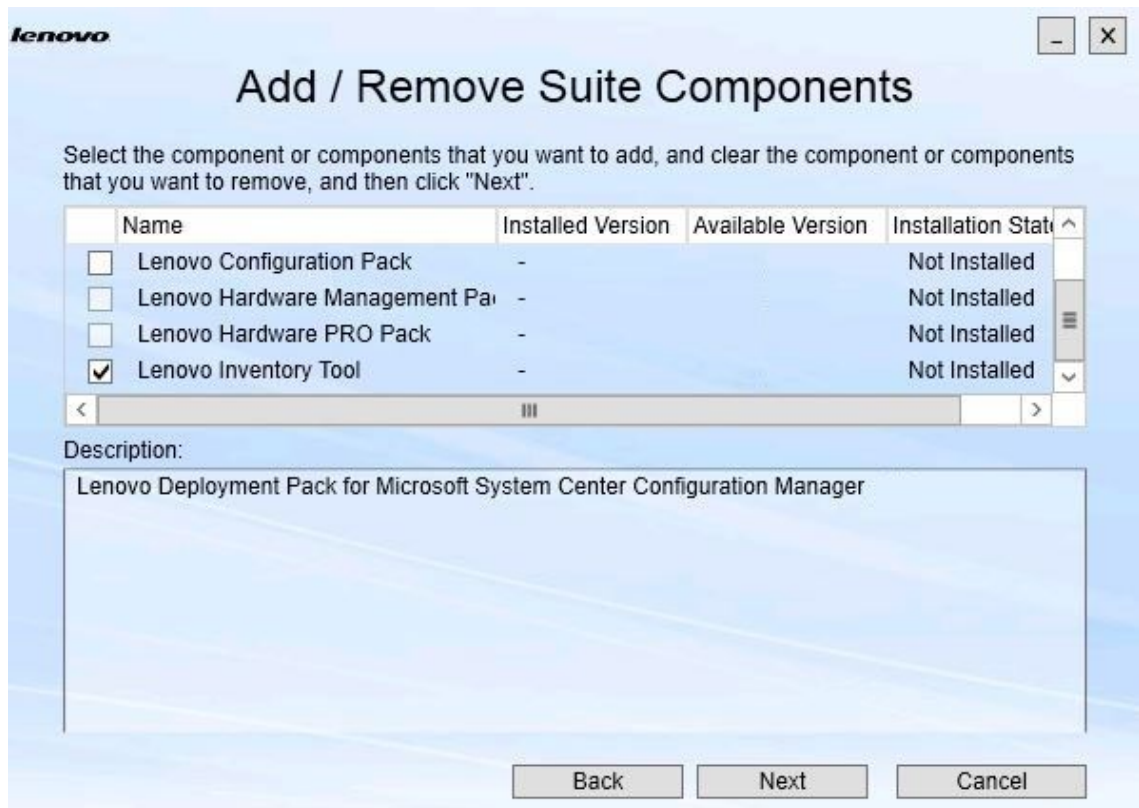 lenovo
Add / Remove Suite Components
Select the component or components that you want to add, and clear the component or components
that you want to remove, and then click "Next".
Name Installed Version Available Version Installation State
Lenovo Configuration Pack - Not Installed
Lenovo Hardware Management Pa - Not Installed
Lenovo Hardware PRO Pack - Not Installed
Lenovo Inventory Tool - Not Installed
Description:
Lenovo Deployment Pack for Microsoft System Center Configuration Manager
Back Next Cancel